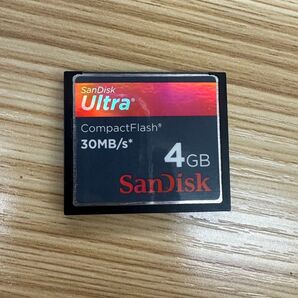 SanDisk
Ultra®
CompactFlash®
30MB/s*
4GB
SanDisk